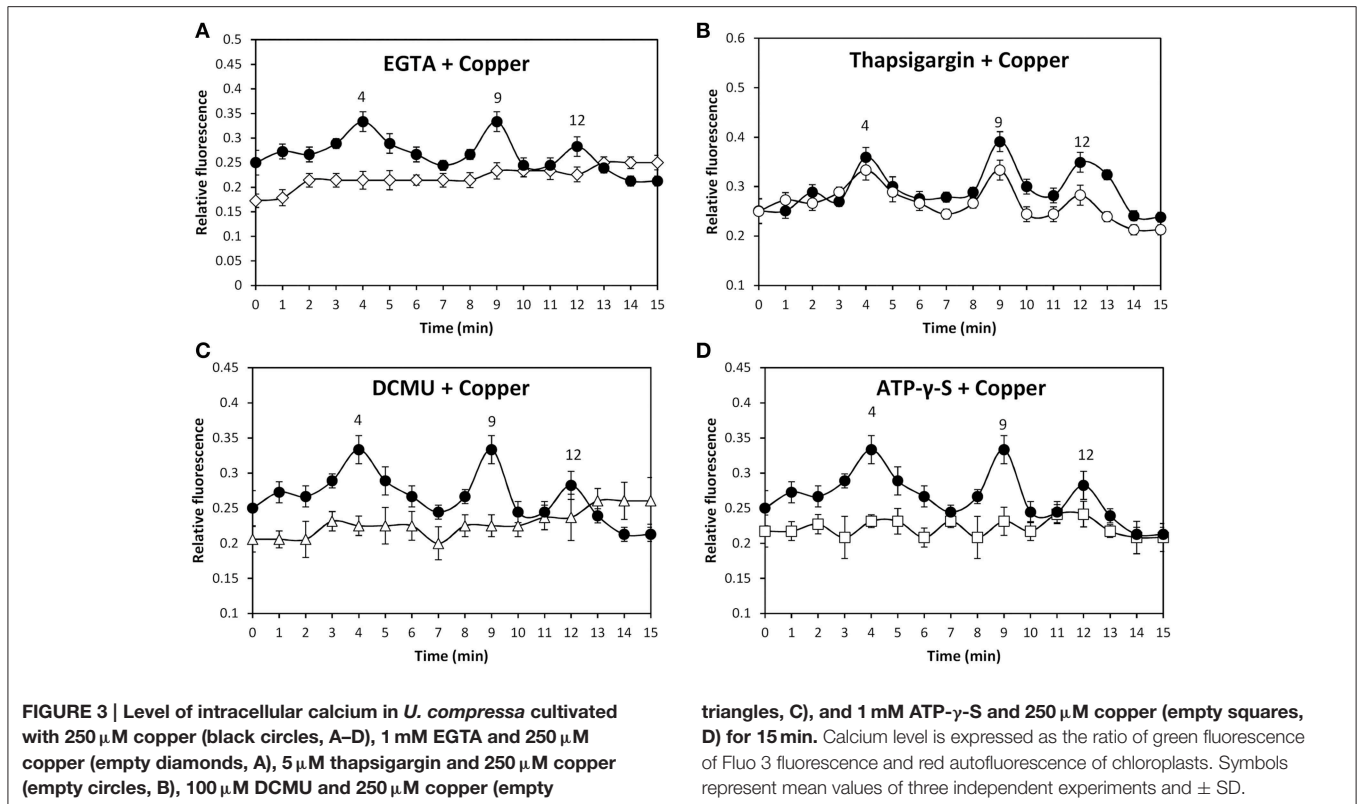 A
EGTA + Copper
Relative fluorescence
0.5
0.45
0.4
0.35
0.3
0.25
0.2
0.15
0.1
0.05
0
4
9
12
0 1 2 3 4 5 6 7 8 9 10 11 12 13 14 15
Time (min)
B
Thapsigargin + Copper
Relative fluorescence
0.6
0.5
0.4
0.3
0.2
0.1
4
9
12
0 1 2 3 4 5 6 7 8 9 10 11 12 13 14 15
Time (min)
C
DCMU + Copper
Relative fluorescence
0.45
0.4
0.35
0.3
0.25
0.2
0.15
0.1
4
9
12
0 1 2 3 4 5 6 7 8 9 10 11 12 13 14 15
Time (min)
D
ATP-γ-S + Copper
Relative fluorescence
0.45
0.4
0.35
0.3
0.25
0.2
0.15
0.1
4
9
12
0 1 2 3 4 5 6 7 8 9 10 11 12 13 14 15
Time (min)
FIGURE 3 | Level of intracellular calcium in U. compressa cultivated
with 250 μM copper (black circles, A–D), 1 mM EGTA and 250 μM
copper (empty diamonds, A), 5 μM thapsigargin and 250 μM copper
(empty circles, B), 100 μM DCMU and 250 μM copper (empty
triangles, C), and 1 mM ATP-γ-S and 250 μM copper (empty squares,
D) for 15 min. Calcium level is expressed as the ratio of green fluorescence
of Fluo 3 fluorescence and red autofluorescence of chloroplasts. Symbols
represent mean values of three independent experiments and ± SD.